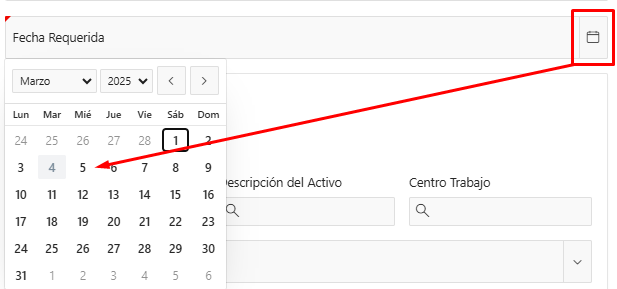 Fecha Requerida
Marzo 2025
Lun Mar Mié Jue Vie Sáb Dom
24 25 26 27 28 1 2
3 4 5 6 7 8 9
10 11 12 13 14 15 16
17 18 19 20 21 22 23
24 25 26 27 28 29 30
31 1 2 3 4 5 6
Descripción del Activo Centro Trabajo